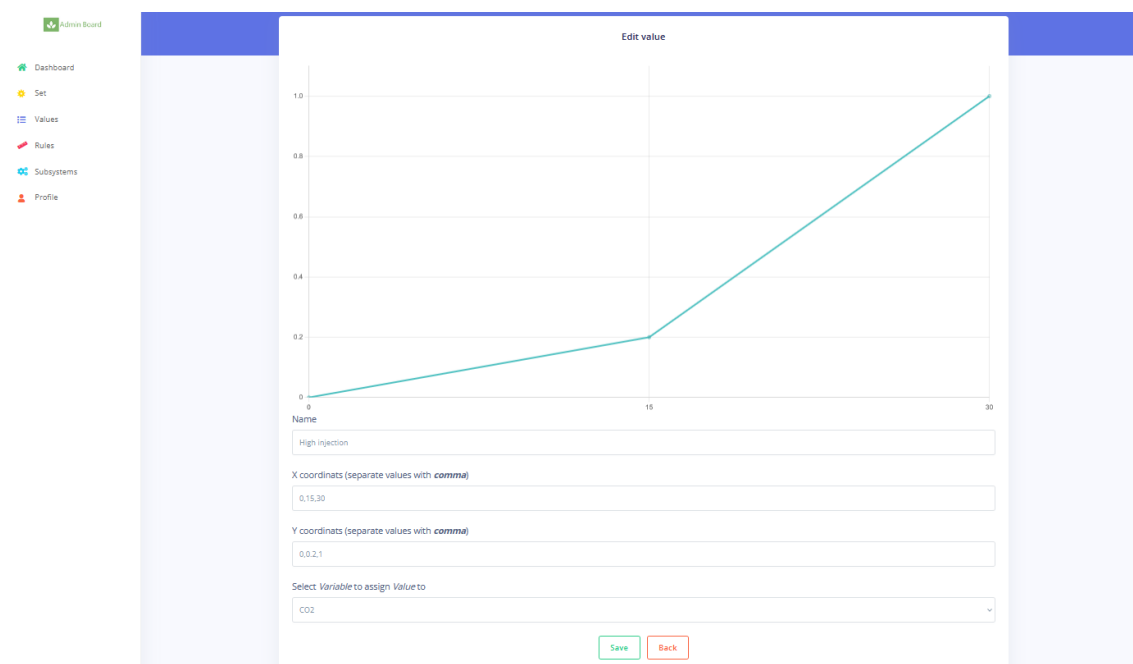 Admin Board
Dashboard
Set
Values
Rules
Subsystems
Profile
Edit value
1.0
0.8
0.6
0.4
0.2
0
0 15 30
Name
High injection
X coordinats (separate values with comma)
0,15,30
Y coordinats (separate values with comma)
0,0.2,1
Select Variable to assign Value to
CO2
Save Back